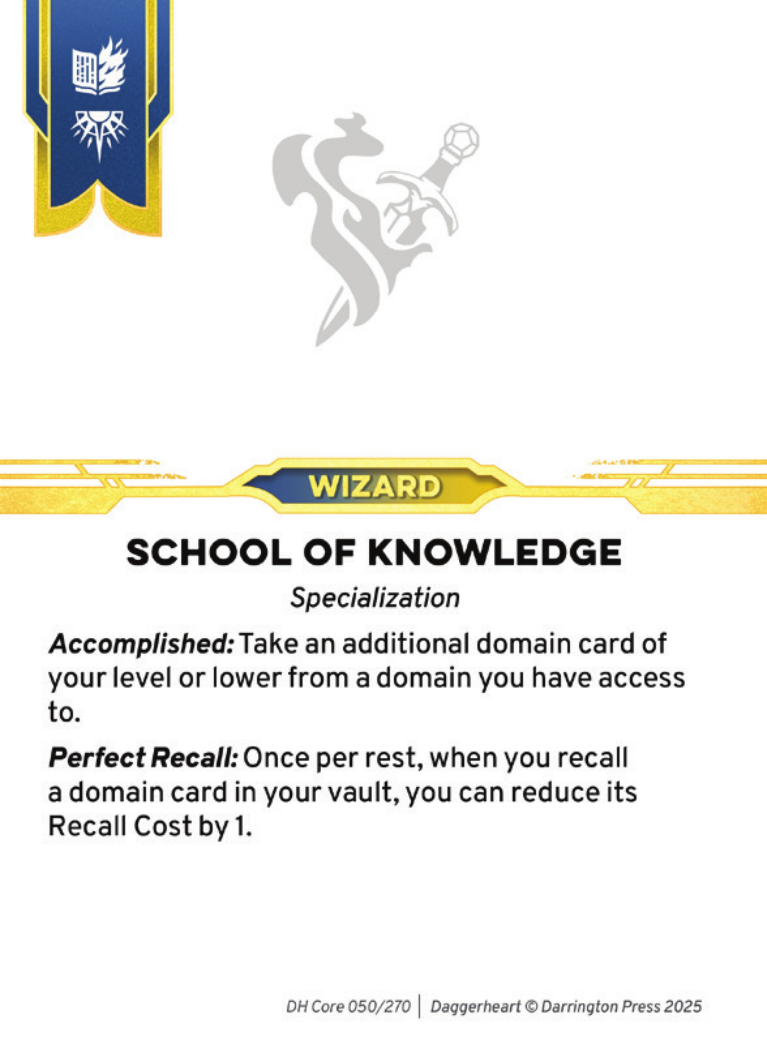 WIZARD
SCHOOL OF KNOWLEDGE
Specialization
Accomplished: Take an additional domain card of
your level or lower from a domain you have access
to.
Perfect Recall: Once per rest, when you recall
a domain card in your vault, you can reduce its
Recall Cost by 1.
DH Core 050/270 | Daggerheart © Darrington Press 2025